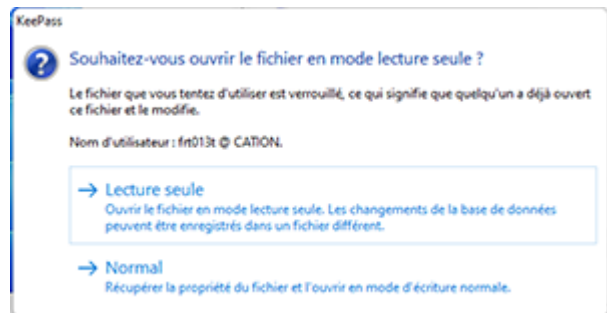 KeePass
Souhaitez-vous ouvrir le fichier en mode lecture seule ?
Le fichier que vous tentez d'utiliser est verrouillé, ce qui signifie que quelqu'un a déjà ouvert
ce fichier et le modifie.
Nom d'utilisateur : frt013t @ CATION.
→ Lecture seule
Ouvrir le fichier en mode lecture seule. Les changements de la base de données
peuvent être enregistrés dans un fichier différent.
→ Normal
Récupérer la propriété du fichier et l'ouvrir en mode d'écriture normale.